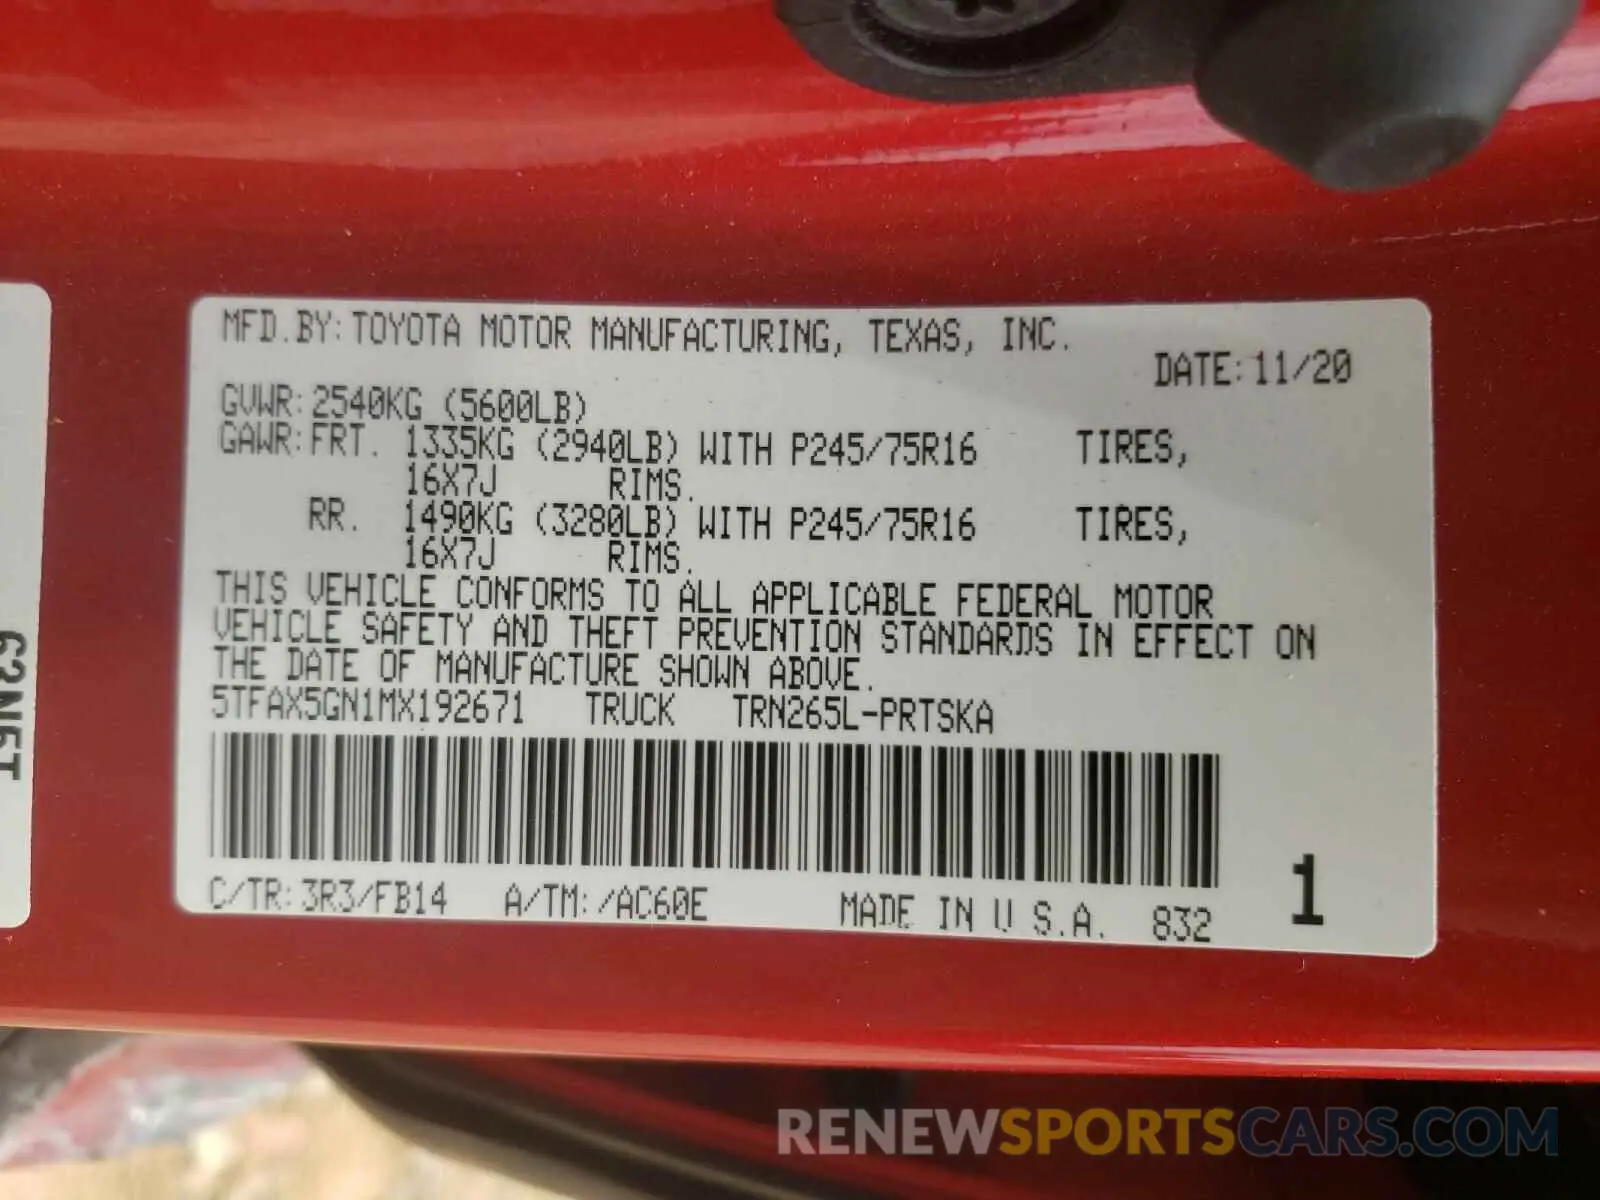 MFD.BY:TOYOTA MOTOR MANUFACTURING, TEXAS, INC.
DATE:11/20
GVWR:2540KG (5600LB)
GAWR:FRT. 1335KG (2940LB) WITH P245/75R16 TIRES,
16X7J RIMS.
RR. 1490KG (3280LB) WITH P245/75R16 TIRES,
16X7J RIMS.
THIS VEHICLE CONFORMS TO ALL APPLICABLE FEDERAL MOTOR
VEHICLE SAFETY AND THEFT PREVENTION STANDARDS IN EFFECT ON
THE DATE OF MANUFACTURE SHOWN ABOVE.
5TFAX5GN1MX192671 TRUCK TRN265L-PRTSKA
C/TR:3R3/FB14 A/TM:/AC60E MADE IN U.S.A. 832
1
RENEWSPORTSCARS.COM